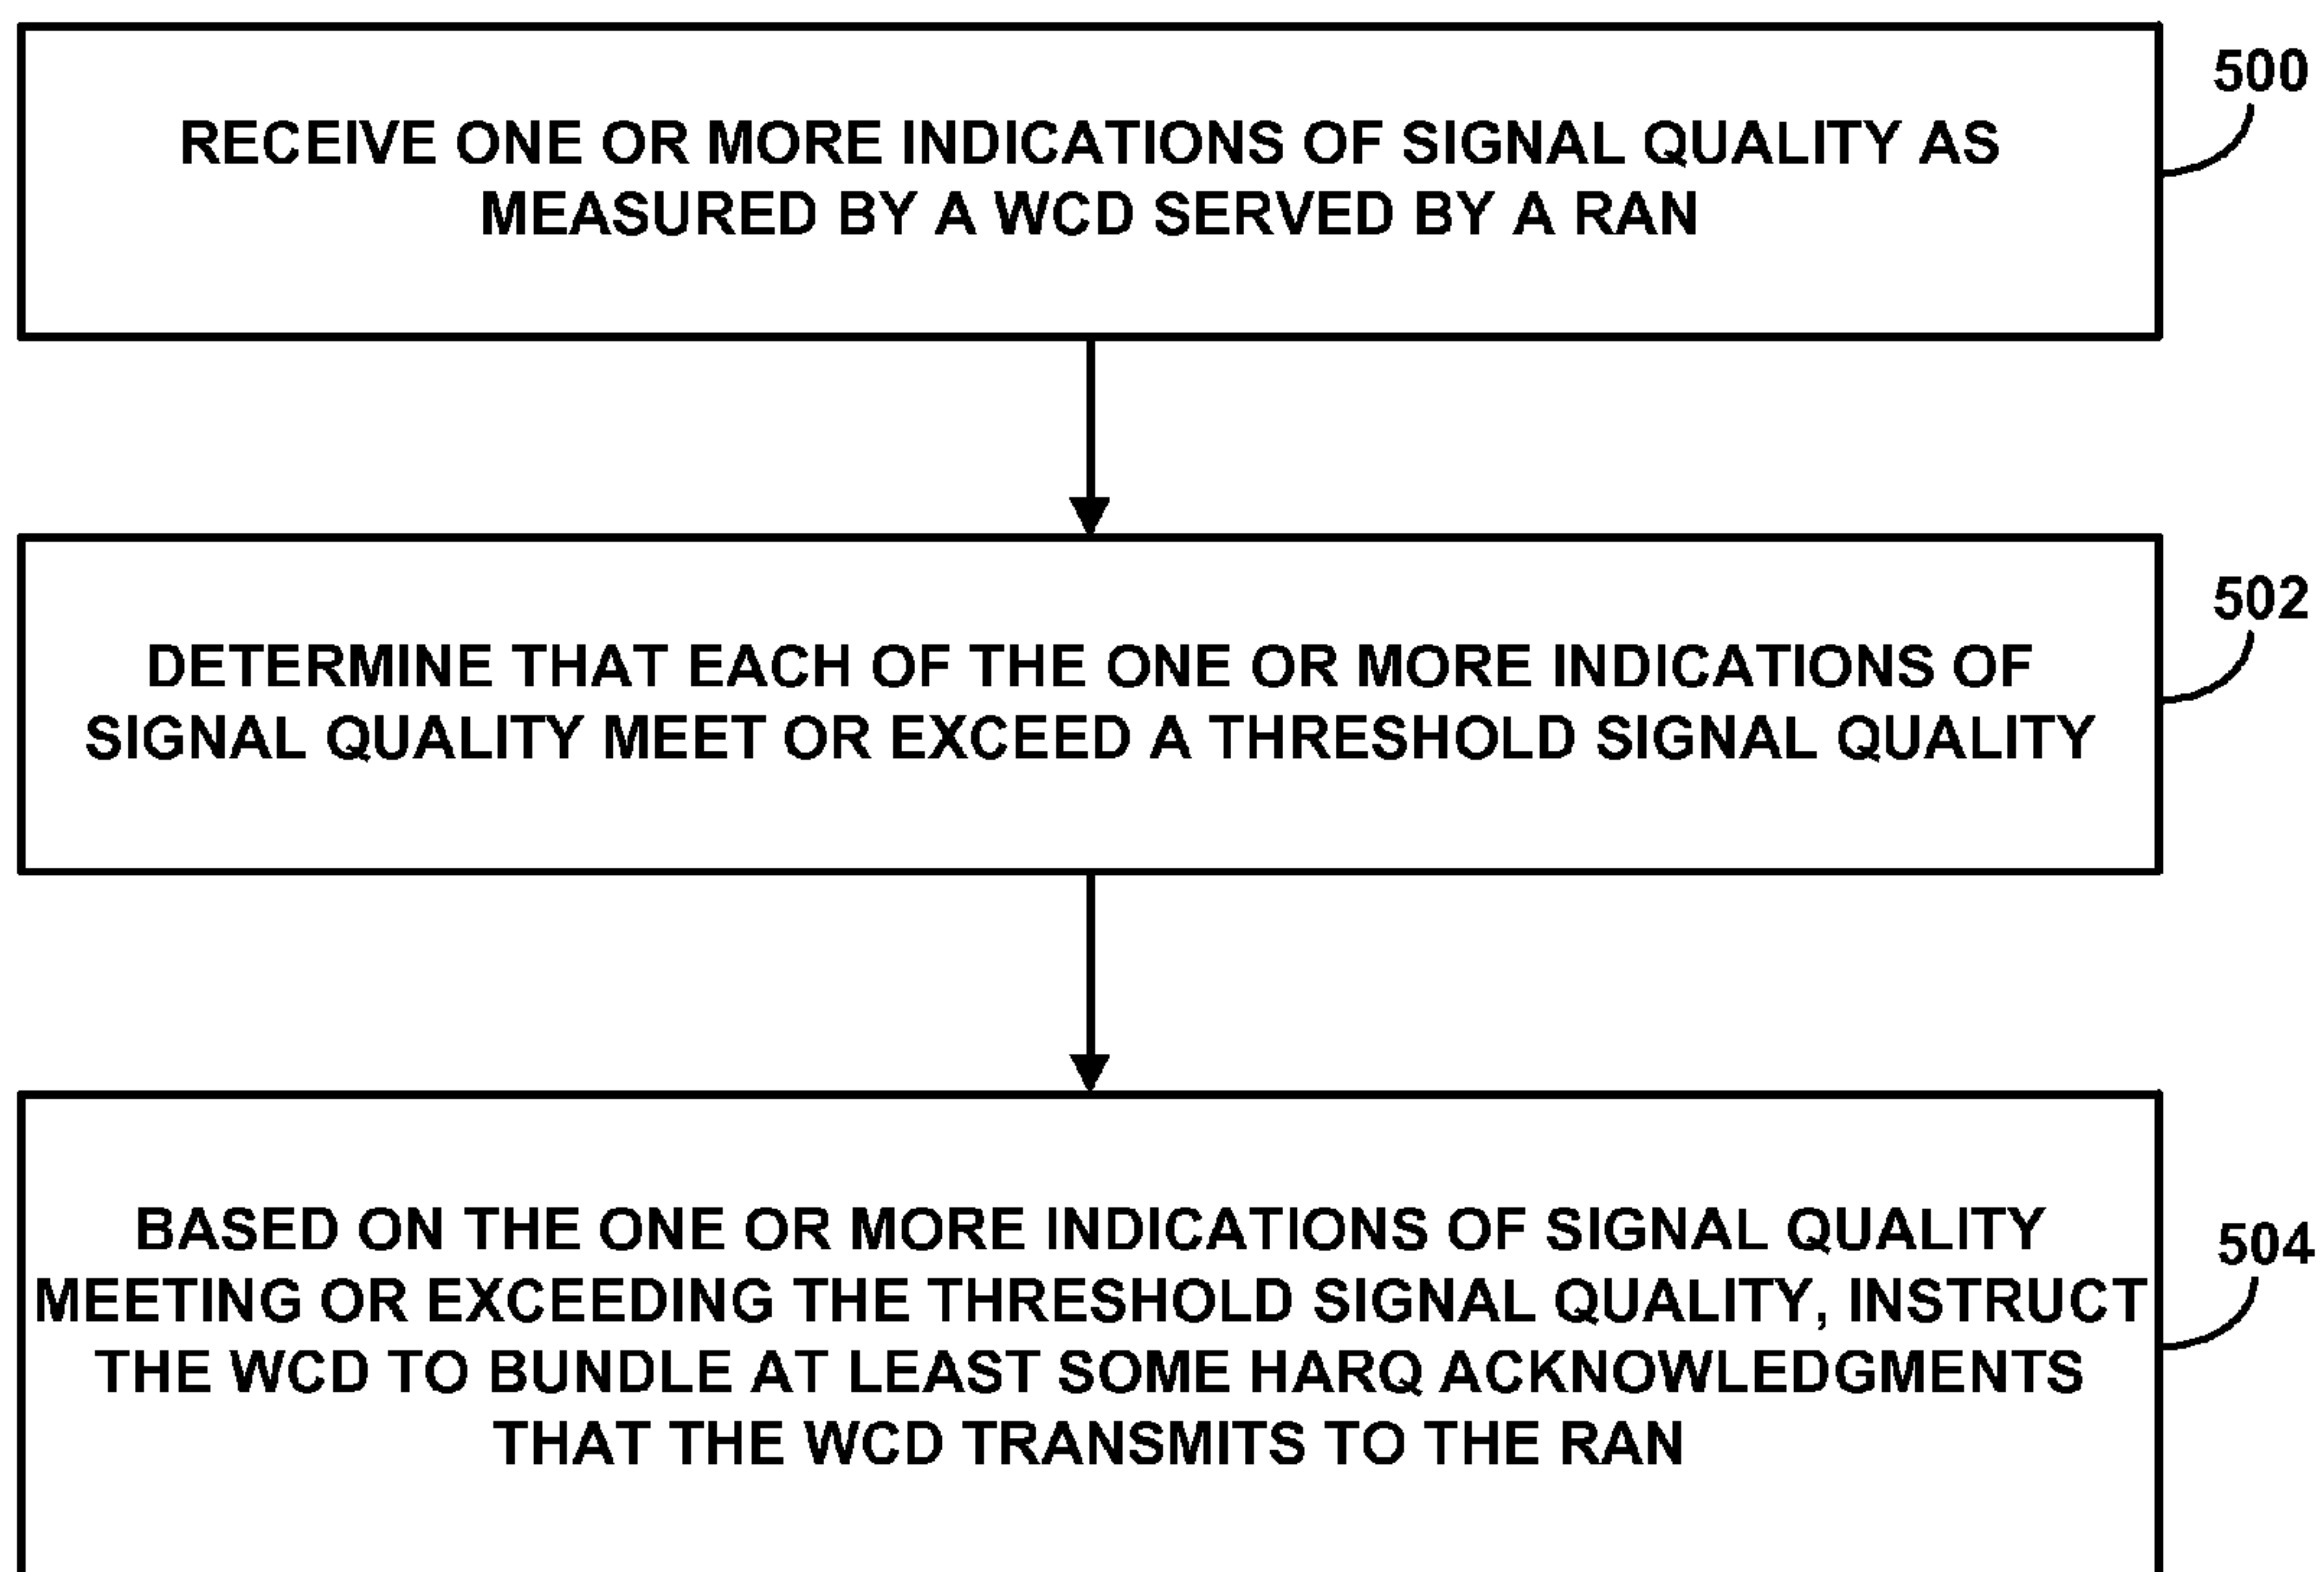 500
RECEIVE ONE OR MORE INDICATIONS OF SIGNAL QUALITY AS
MEASURED BY A WCD SERVED BY A RAN
502
DETERMINE THAT EACH OF THE ONE OR MORE INDICATIONS OF
SIGNAL QUALITY MEET OR EXCEED A THRESHOLD SIGNAL QUALITY
504
BASED ON THE ONE OR MORE INDICATIONS OF SIGNAL QUALITY
MEETING OR EXCEEDING THE THRESHOLD SIGNAL QUALITY, INSTRUCT
THE WCD TO BUNDLE AT LEAST SOME HARQ ACKNOWLEDGMENTS
THAT THE WCD TRANSMITS TO THE RAN